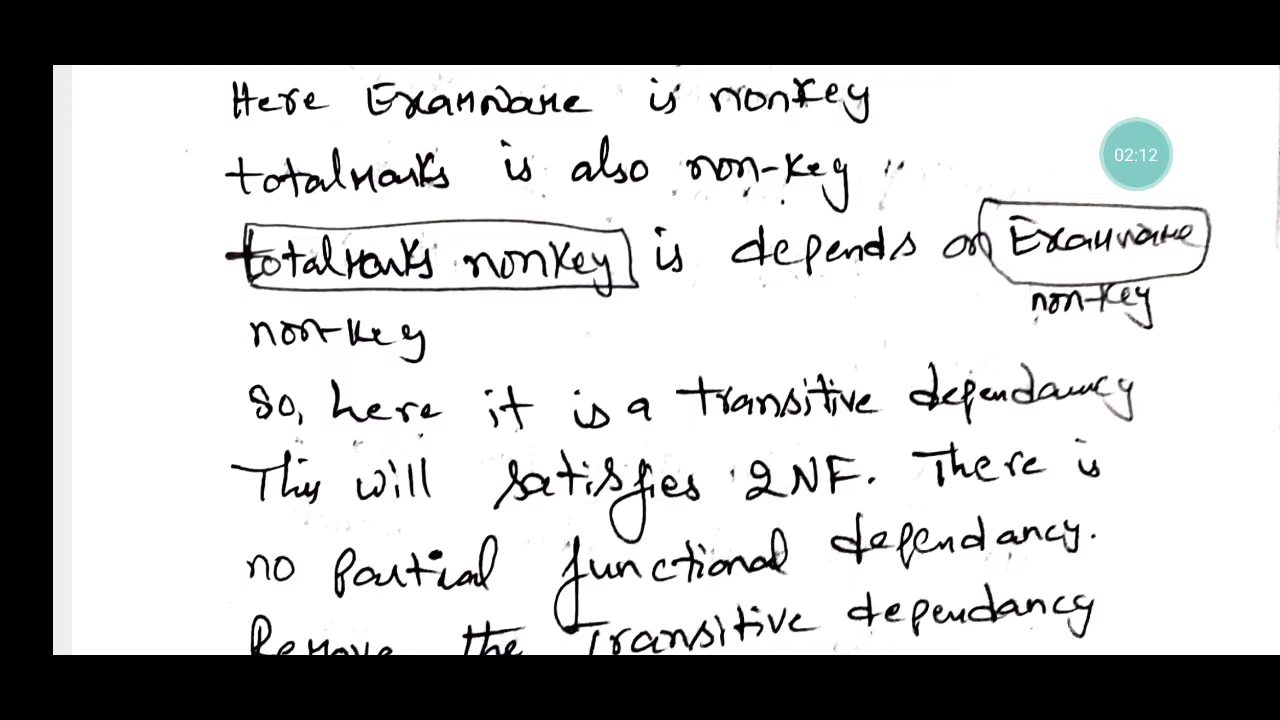 Here Examname is nonkey
02:12
totalmarks is also non-key
totalmarks nonkey is depends on Examname
non-key
non-key
So, here it is a transitive dependancy
This will satisfies 2NF. There is
no partial functional dependancy.
Remove the Transitive dependancy